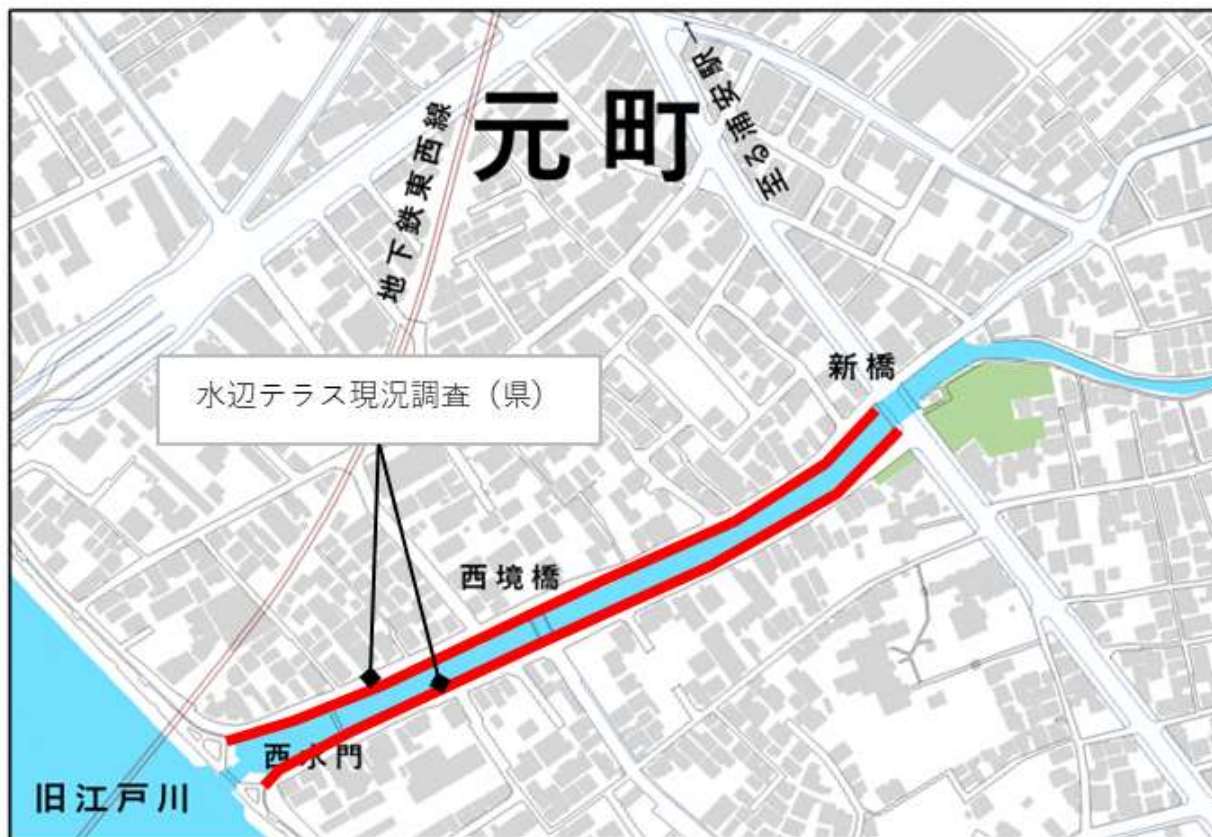 元町
至る浦安駅
地下鉄東西線
新橋
水辺テラス現況調査（県）
西境橋
西水門
旧江戸川